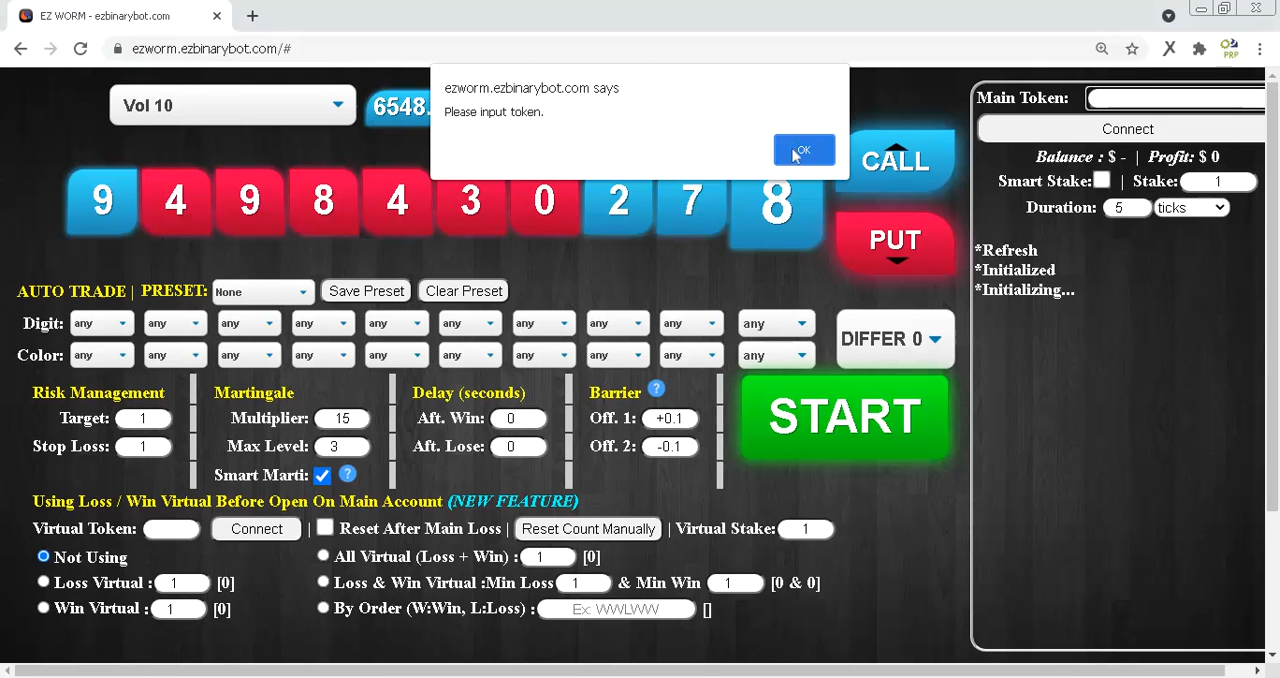 EZ WORM - ezbinarybot.com
ezworm.ezbinarybot.com/#
PRP
ezworm.ezbinarybot.com says
Please input token.
OK
Vol 10
6548.
CALL
PUT
9 4 9 8 4 3 0 2 7 8
Main Token:
Connect
Balance : $ - | Profit: $ 0
Smart Stake: | Stake: 1
Duration: 5 ticks
*Refresh
*Initialized
*Initializing...
AUTO TRADE | PRESET: None Save Preset Clear Preset
Digit: any any any any any any any any any any
Color: any any any any any any any any any any
DIFFER 0
Risk Management Martingale Delay (seconds) Barrier ?
Target: 1 Multiplier: 15 Aft. Win: 0 Off. 1: +0.1
Stop Loss: 1 Max Level: 3 Aft. Lose: 0 Off. 2: -0.1
Smart Marti: ?
START
Using Loss / Win Virtual Before Open On Main Account (NEW FEATURE)
Virtual Token: Connect | Reset After Main Loss | Reset Count Manually | Virtual Stake: 1
Not Using All Virtual (Loss + Win) : 1 [0]
Loss Virtual : 1 [0] Loss & Win Virtual :Min Loss 1 & Min Win 1 [0 & 0]
Win Virtual : 1 [0] By Order (W:Win, L:Loss) : Ex: WWLWW []